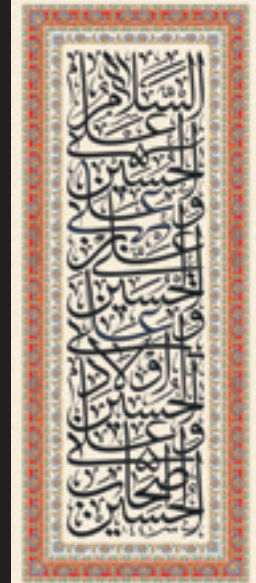 السلام
على
الحسين
وعلى
علي بن
الحسين
وعلى
أولاد
الحسين
وعلى
أصحاب
الحسين